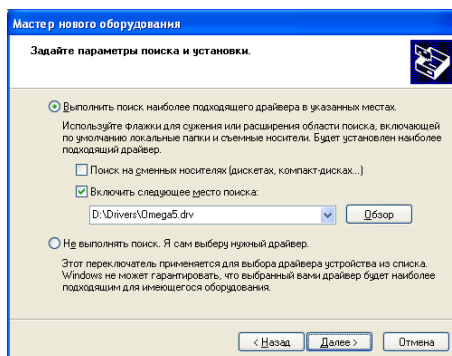 Мастер нового оборудования
Задайте параметры поиска и установки.
Выполнить поиск наиболее подходящего драйвера в указанных местах.
Используйте флажки для сужения или расширения области поиска, включающей
по умолчанию локальные папки и съемные носители. Будет установлен наиболее
подходящий драйвер.
Поиск на сменных носителях (дискетах, компакт-дисках...)
Включить следующее место поиска:
D:\Drivers\Omega5.drv
Обзор
Не выполнять поиск. Я сам выберу нужный драйвер.
Этот переключатель применяется для выбора драйвера устройства из списка.
Windows не может гарантировать, что выбранный вами драйвер будет наиболее
подходящим для имеющегося оборудования.
< Назад
Далее >
Отмена